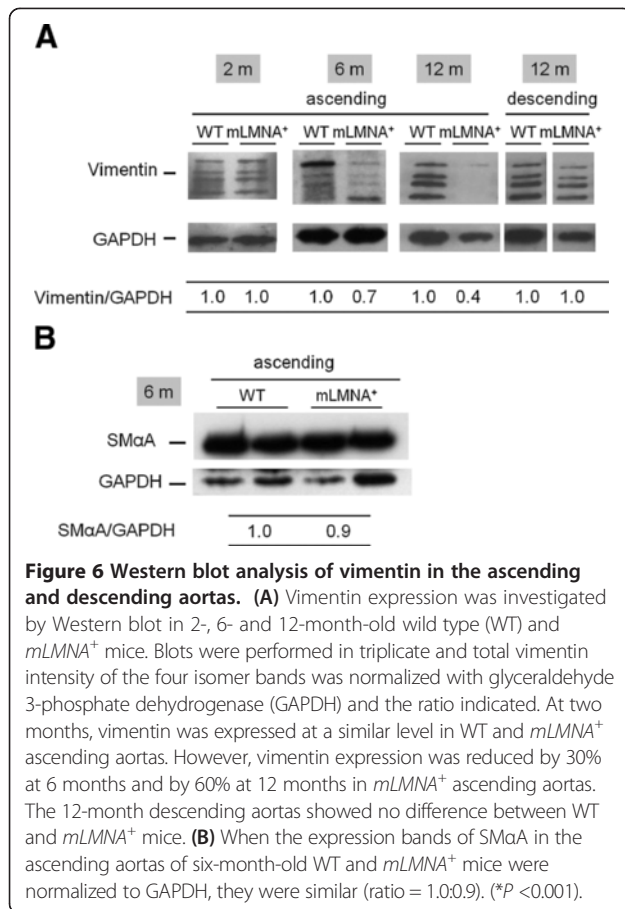 A
2 m 6 m 12 m 12 m
ascending descending
WT mLMNA⁺ WT mLMNA⁺ WT mLMNA⁺ WT mLMNA⁺
Vimentin –
GAPDH –
Vimentin/GAPDH 1.0 1.0 1.0 0.7 1.0 0.4 1.0 1.0
B
ascending
6 m WT mLMNA⁺
SMαA –
GAPDH –
SMαA/GAPDH 1.0 0.9
Figure 6 Western blot analysis of vimentin in the ascending
and descending aortas. (A) Vimentin expression was investigated
by Western blot in 2-, 6- and 12-month-old wild type (WT) and
mLMNA⁺ mice. Blots were performed in triplicate and total vimentin
intensity of the four isomer bands was normalized with glyceraldehyde
3-phosphate dehydrogenase (GAPDH) and the ratio indicated. At two
months, vimentin was expressed at a similar level in WT and mLMNA⁺
ascending aortas. However, vimentin expression was reduced by 30%
at 6 months and by 60% at 12 months in mLMNA⁺ ascending aortas.
The 12-month descending aortas showed no difference between WT
and mLMNA⁺ mice. (B) When the expression bands of SMαA in the
ascending aortas of six-month-old WT and mLMNA⁺ mice were
normalized to GAPDH, they were similar (ratio = 1.0:0.9). (*P <0.001).